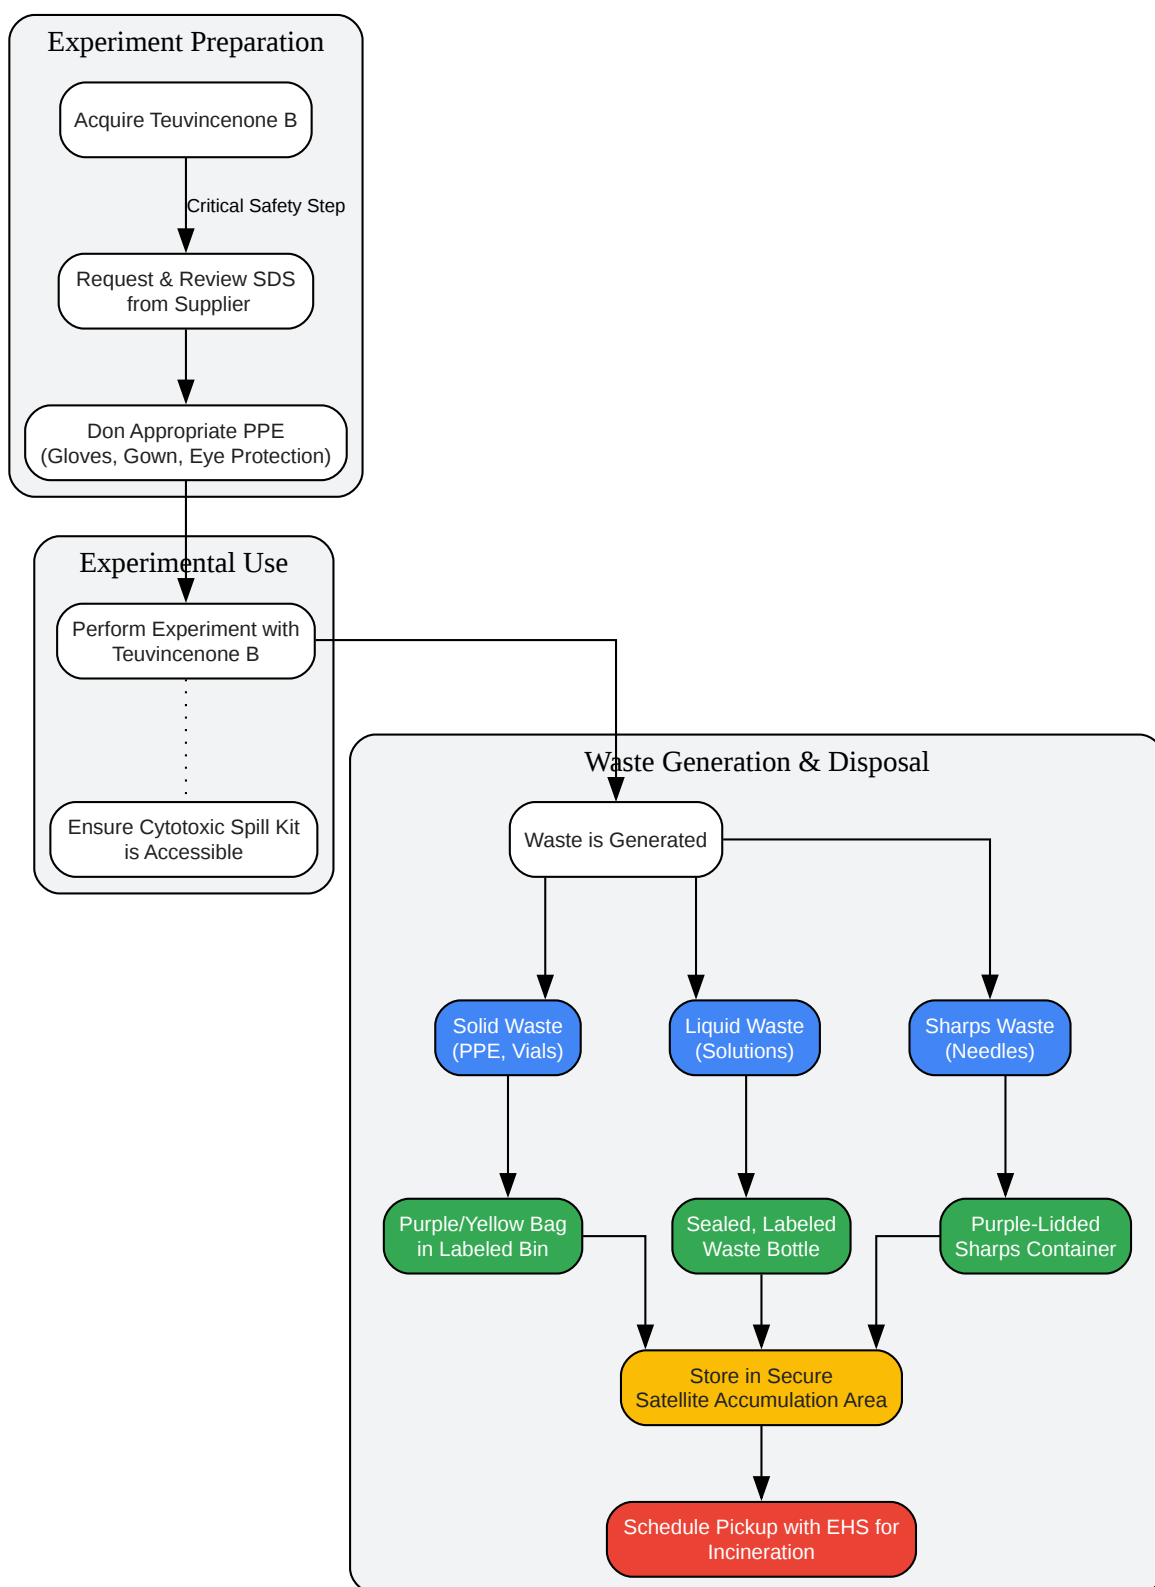 Experiment Preparation
Acquire Teuvincenone B
Critical Safety Step
Request & Review SDS
from Supplier
Don Appropriate PPE
(Gloves, Gown, Eye Protection)
Experimental Use
Perform Experiment with
Teuvincenone B
Ensure Cytotoxic Spill Kit
is Accessible
Waste Generation & Disposal
Waste is Generated
Solid Waste
(PPE, Vials)
Liquid Waste
(Solutions)
Sharps Waste
(Needles)
Purple/Yellow Bag
in Labeled Bin
Sealed, Labeled
Waste Bottle
Purple-Lidded
Sharps Container
Store in Secure
Satellite Accumulation Area
Schedule Pickup with EHS for
Incineration